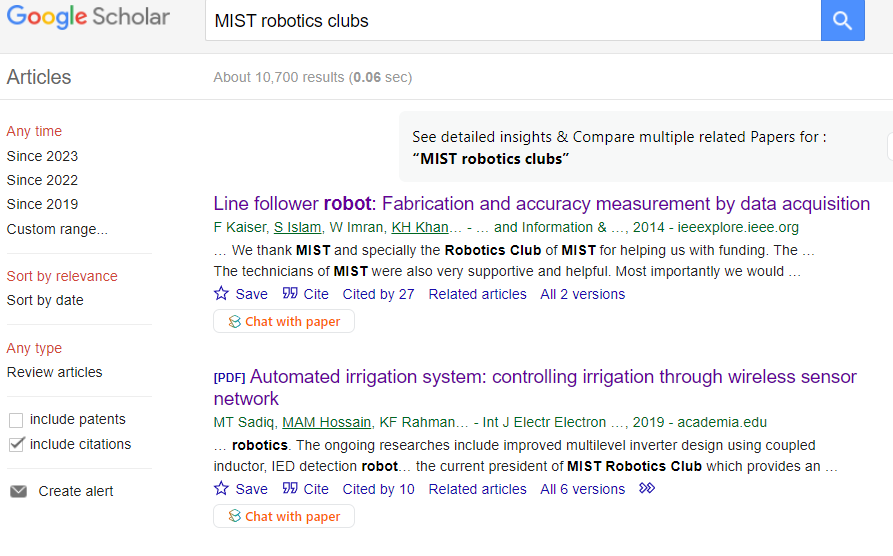 Google Scholar
MIST robotics clubs
Articles
About 10,700 results (0.06 sec)
Any time
Since 2023
Since 2022
Since 2019
Custom range...
Sort by relevance
Sort by date
Any type
Review articles
include patents
include citations
Create alert
See detailed insights & Compare multiple related Papers for :
“MIST robotics clubs”
Line follower robot: Fabrication and accuracy measurement by data acquisition
F Kaiser, S Islam, W Imran, KH Khan… - … and Information & …, 2014 - ieeexplore.ieee.org
… We thank MIST and specially the Robotics Club of MIST for helping us with funding. The …
The technicians of MIST were also very supportive and helpful. Most importantly we would …
Save Cite Cited by 27 Related articles All 2 versions
Chat with paper
[PDF] Automated irrigation system: controlling irrigation through wireless sensor
network
MT Sadiq, MAM Hossain, KF Rahman… - Int J Electr Electron …, 2019 - academia.edu
… robotics. The ongoing researches include improved multilevel inverter design using coupled
inductor, IED detection robot… the current president of MIST Robotics Club which provides an …
Save Cite Cited by 10 Related articles All 6 versions
Chat with paper